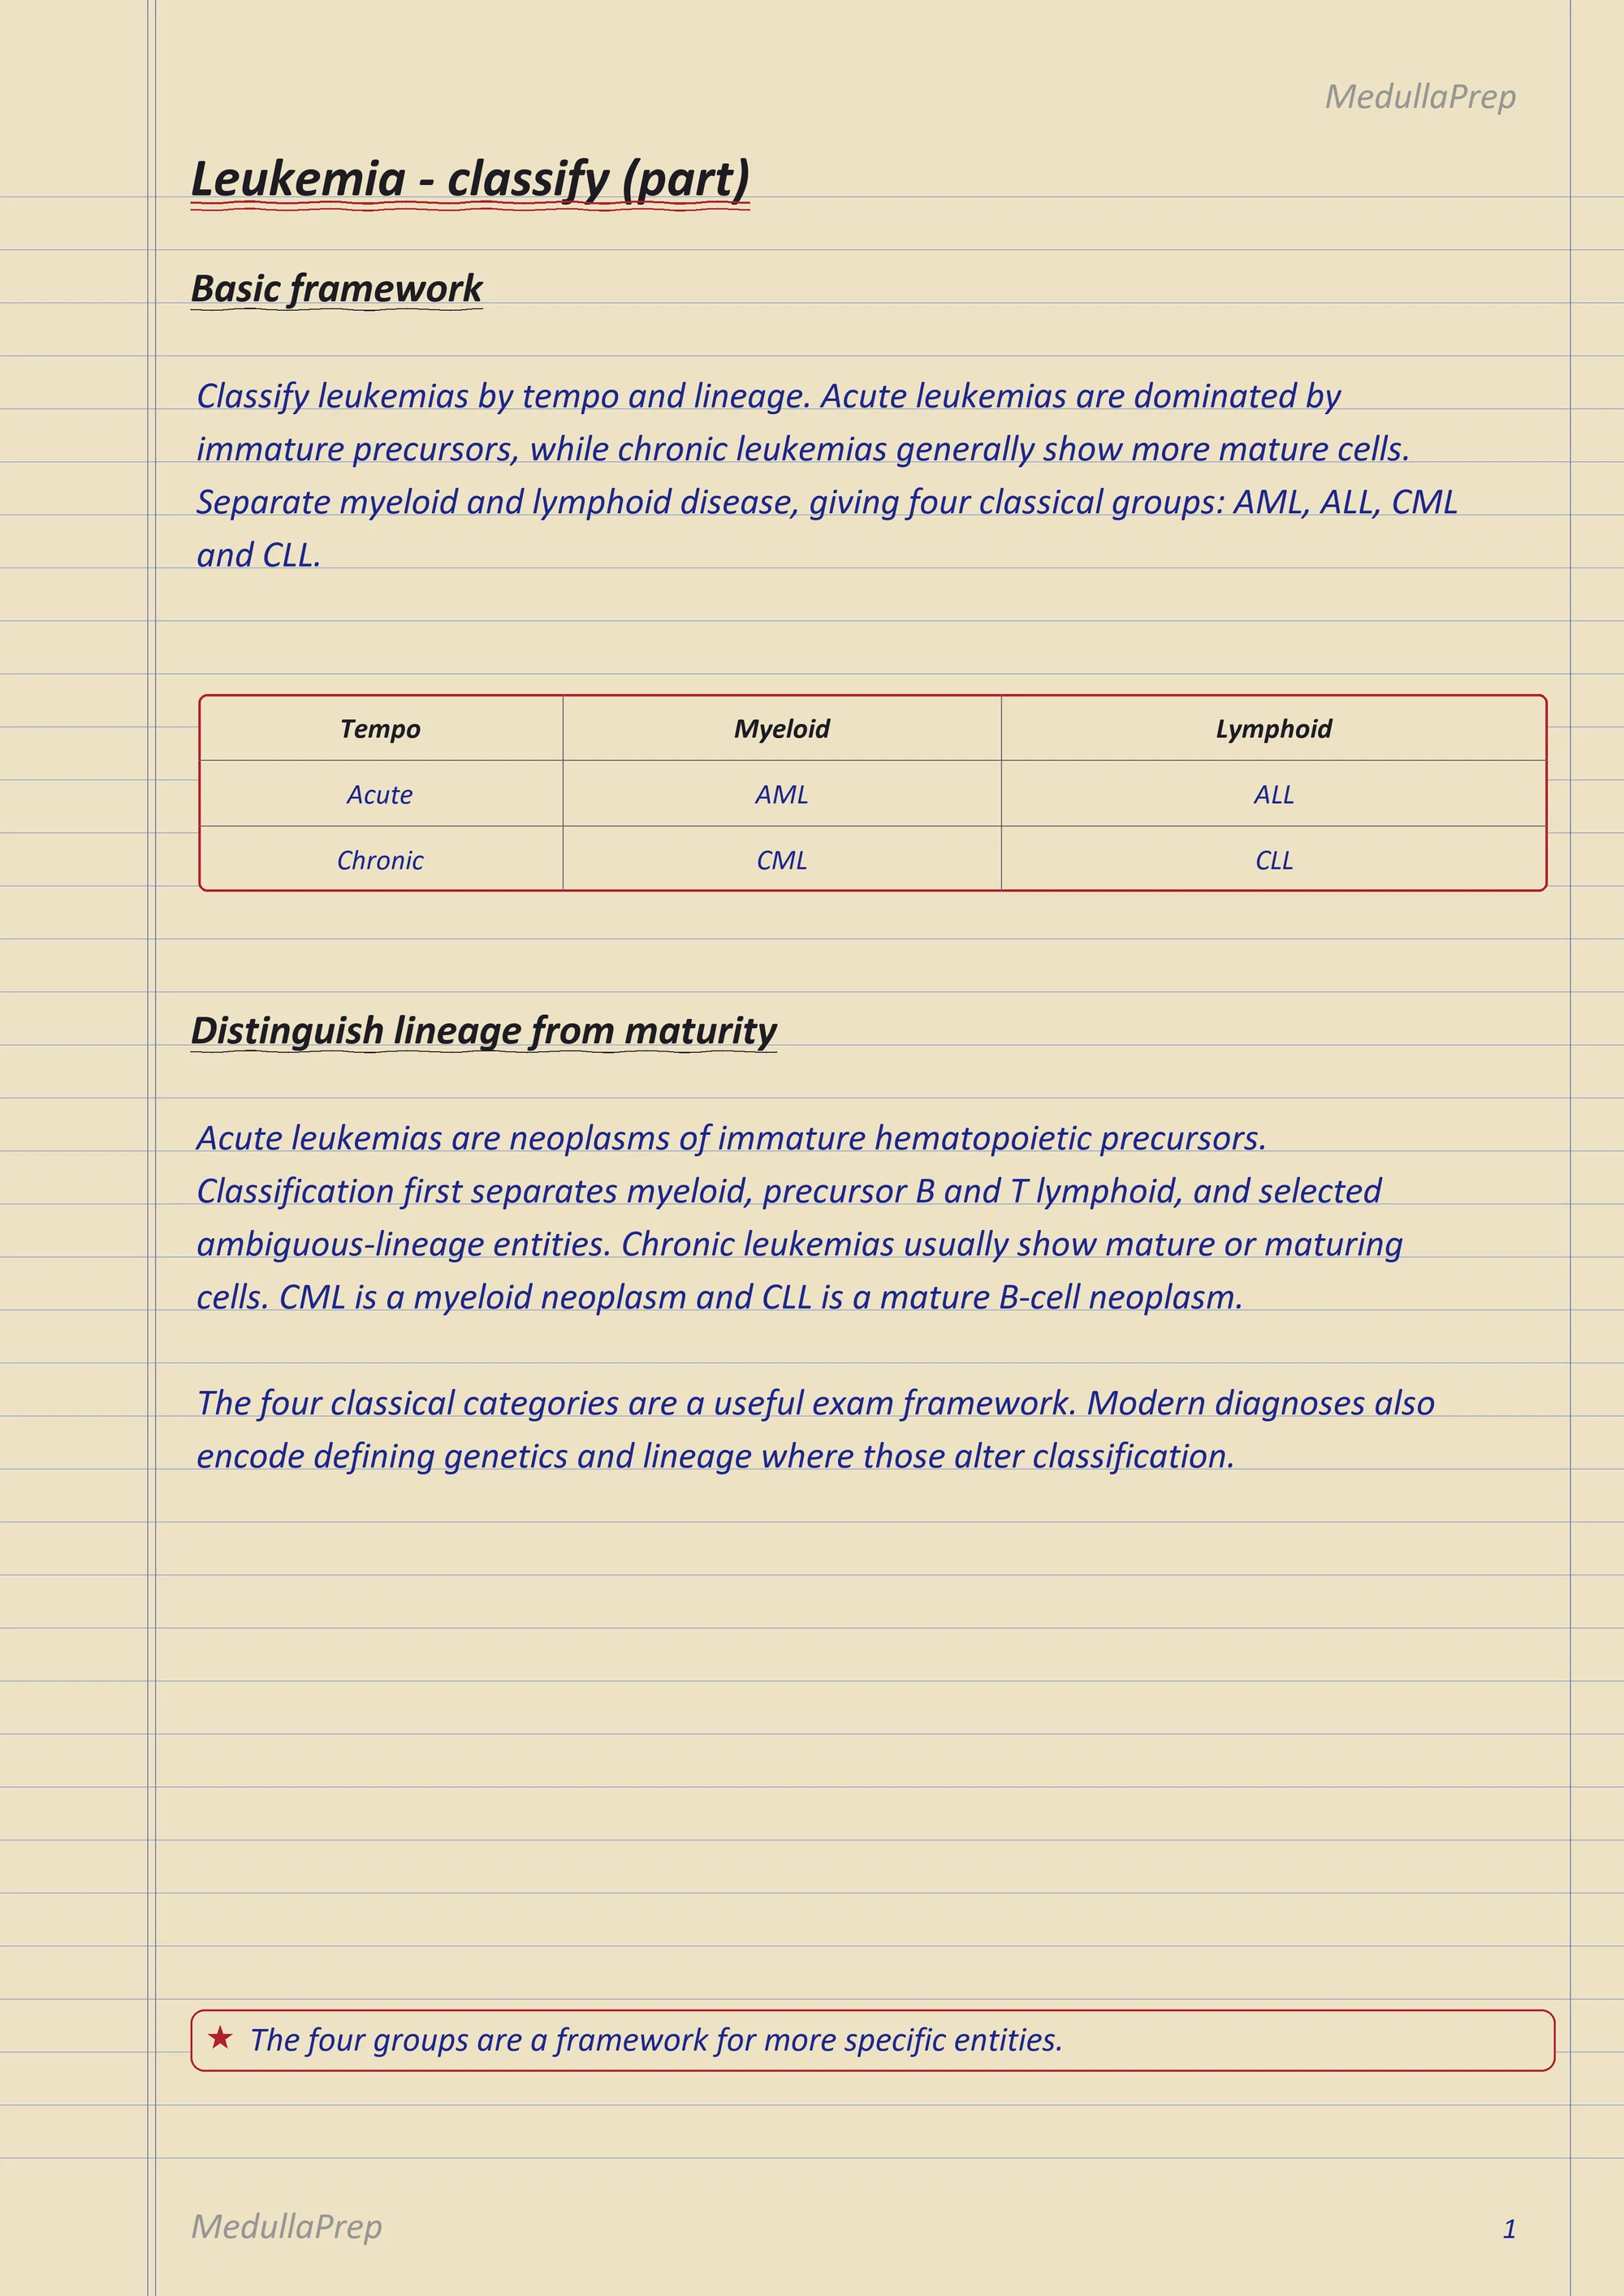 MedullaPrep
Leukemia - classify (part)
Basic framework
Classify leukemias by tempo and lineage. Acute leukemias are dominated by
immature precursors, while chronic leukemias generally show more mature cells.
Separate myeloid and lymphoid disease, giving four classical groups: AML, ALL, CML
and CLL.
Tempo Myeloid Lymphoid
Acute AML ALL
Chronic CML CLL
Distinguish lineage from maturity
Acute leukemias are neoplasms of immature hematopoietic precursors.
Classification first separates myeloid, precursor B and T lymphoid, and selected
ambiguous-lineage entities. Chronic leukemias usually show mature or maturing
cells. CML is a myeloid neoplasm and CLL is a mature B-cell neoplasm.
The four classical categories are a useful exam framework. Modern diagnoses also
encode defining genetics and lineage where those alter classification.
★ The four groups are a framework for more specific entities.
MedullaPrep 1